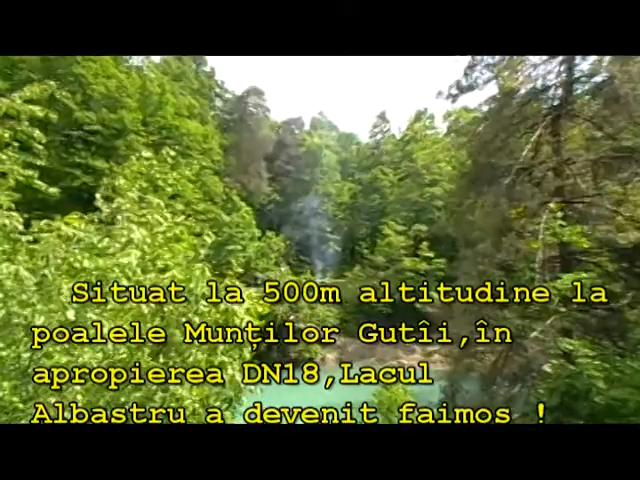 Situat la 500m altitudine la
poalele Munților Gutîi,în
apropierea DN18,Lacul
Albastru a devenit faimos !